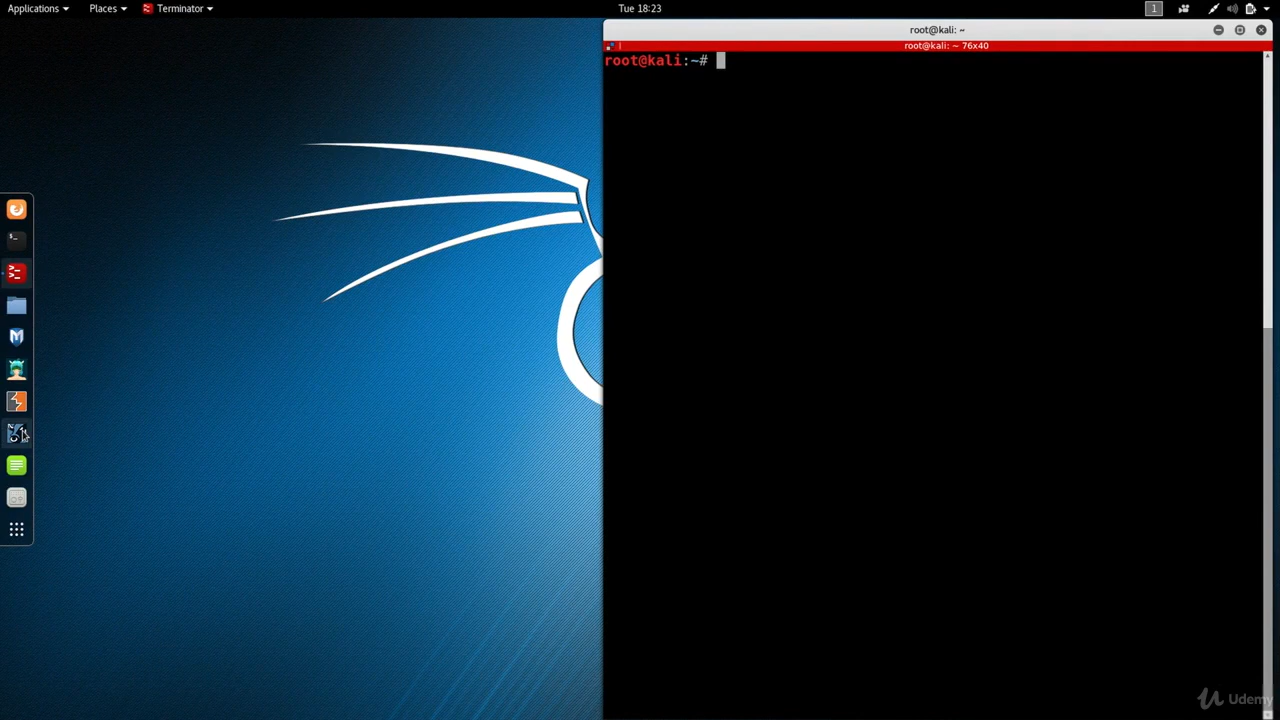 Applications Places Terminator Tue 18:23 1
root@kali: ~
root@kali: ~ 76x40
root@kali:~#
Udemy